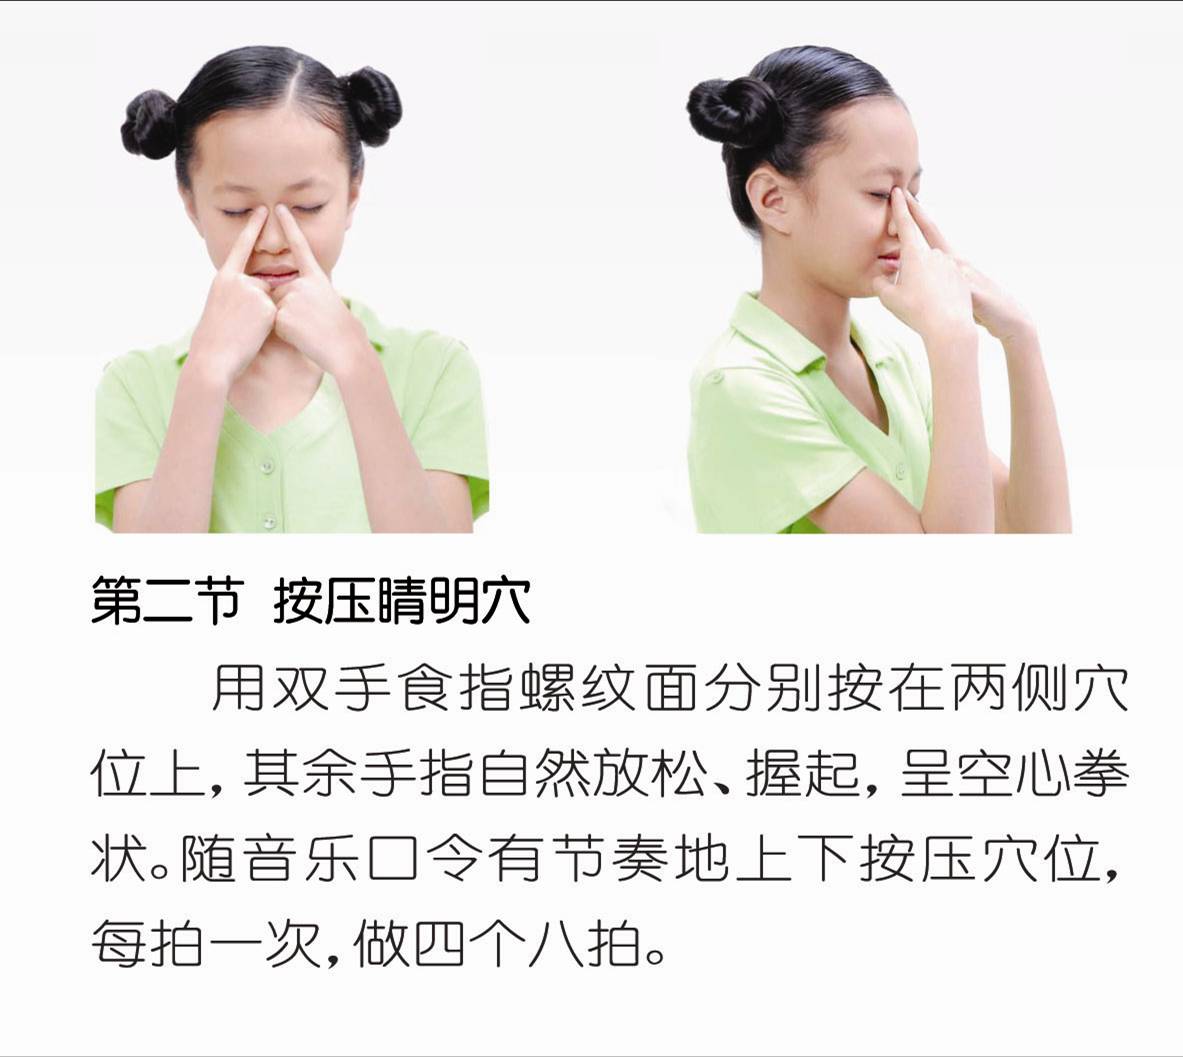 第二节 按压睛明穴
用双手食指螺纹面分别按在两侧穴
位上，其余手指自然放松、握起，呈空心拳
状。随音乐口令有节奏地上下按压穴位，
每拍一次，做四个八拍。